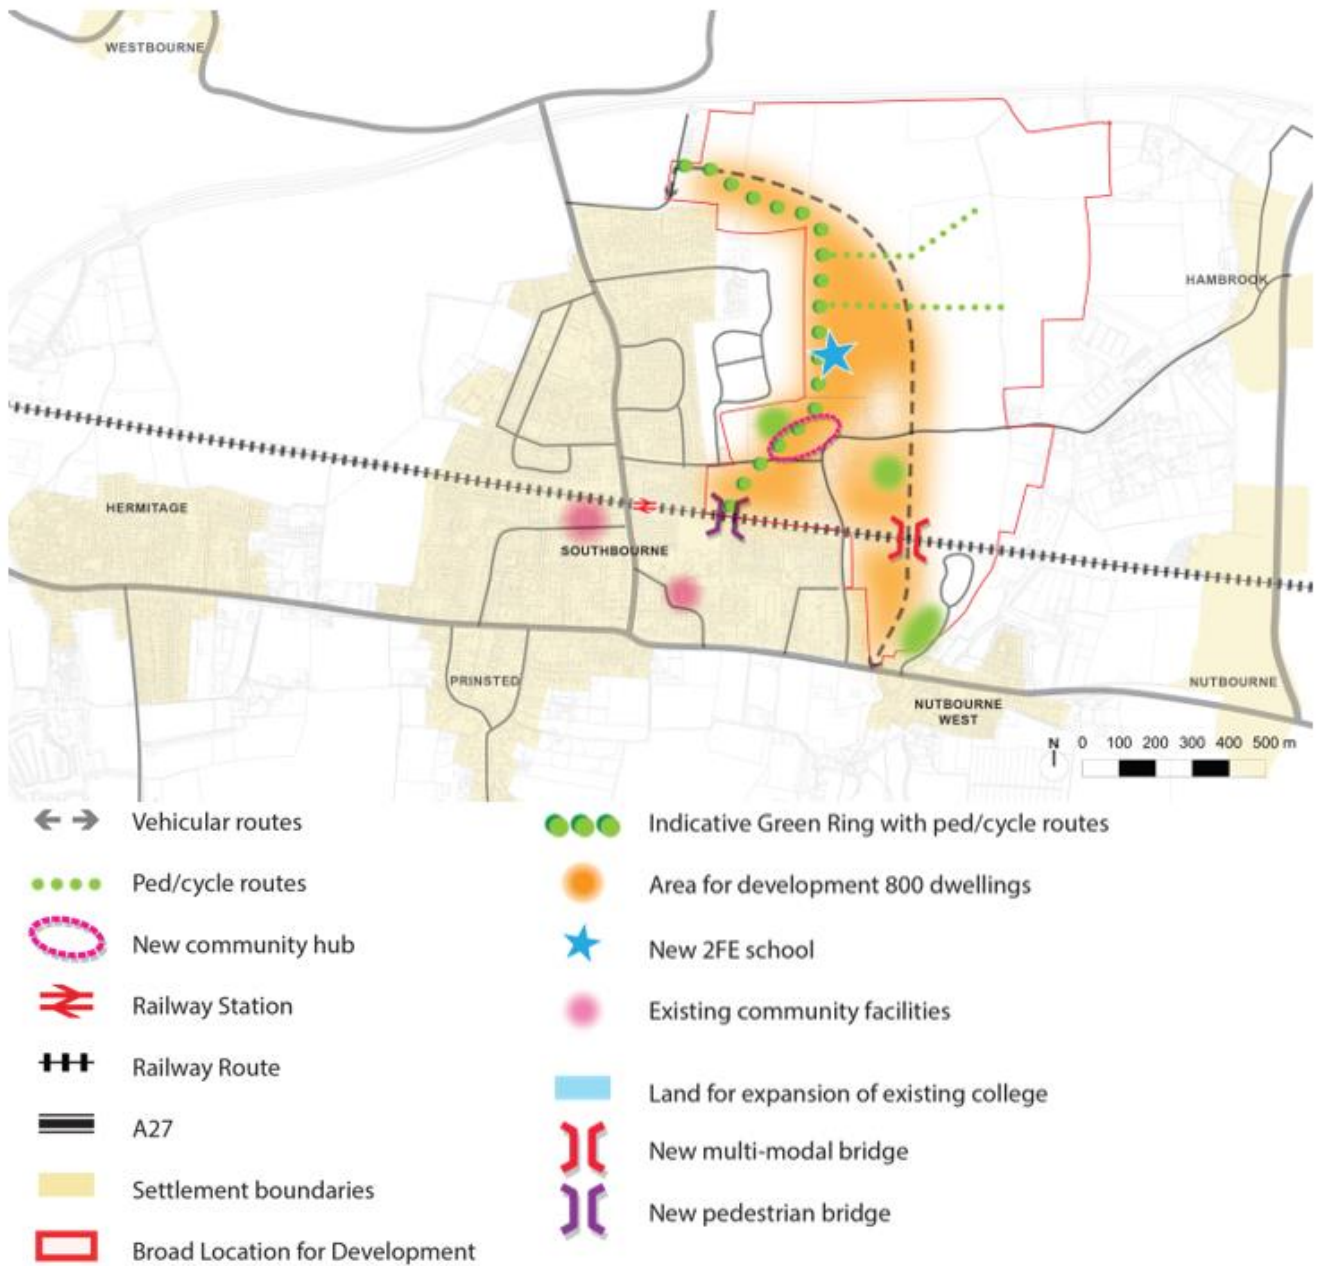 WESTBOURNE
HAMBROOK
HERMITAGE
SOUTHBOURNE
PRINSTED
NUTBOURNE
NUTBOURNE
WEST
N 0 100 200 300 400 500 m
Vehicular routes
Ped/cycle routes
New community hub
Railway Station
Railway Route
A27
Settlement boundaries
Broad Location for Development
Indicative Green Ring with ped/cycle routes
Area for development 800 dwellings
New 2FE school
Existing community facilities
Land for expansion of existing college
New multi-modal bridge
New pedestrian bridge